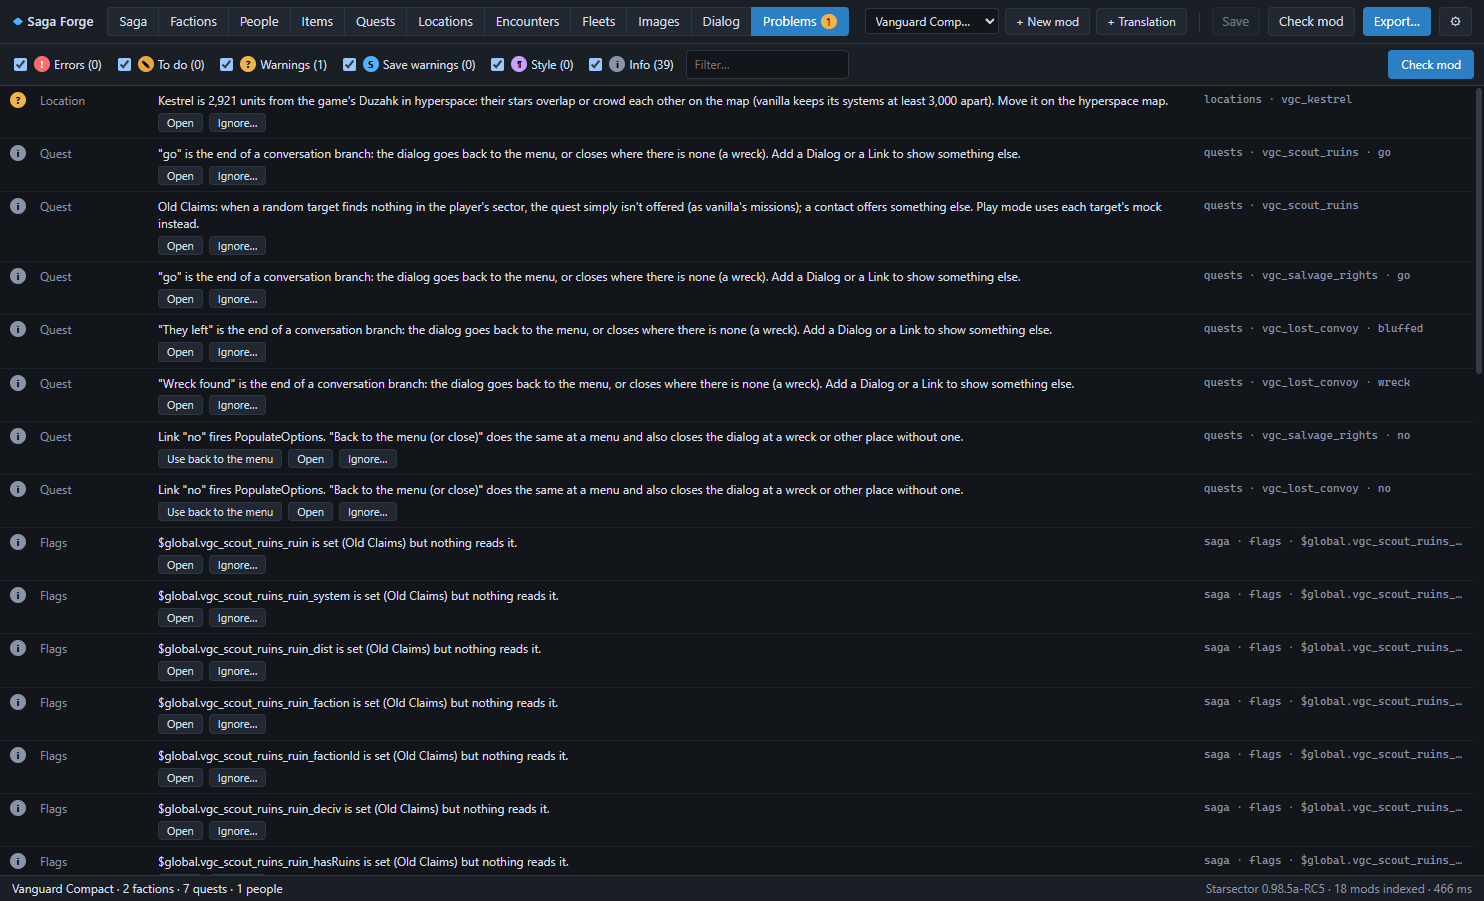 Saga Forge Saga Factions People Items Quests Locations Encounters Fleets Images Dialog Problems 1 Vanguard Comp... + New mod + Translation Save Check mod Export...
Errors (0) To do (0) Warnings (1) Save warnings (0) Style (0) Info (39) Filter... Check mod
Location Kestrel is 2,921 units from the game's Duzahk in hyperspace: their stars overlap or crowd each other on the map (vanilla keeps its systems at least 3,000 apart). Move it on the hyperspace map. locations · vgc_kestrel
Open Ignore...
Quest "go" is the end of a conversation branch: the dialog goes back to the menu, or closes where there is none (a wreck). Add a Dialog or a Link to show something else. quests · vgc_scout_ruins · go
Open Ignore...
Quest Old Claims: when a random target finds nothing in the player's sector, the quest simply isn't offered (as vanilla's missions); a contact offers something else. Play mode uses each target's mock quests · vgc_scout_ruins
instead.
Open Ignore...
Quest "go" is the end of a conversation branch: the dialog goes back to the menu, or closes where there is none (a wreck). Add a Dialog or a Link to show something else. quests · vgc_salvage_rights · go
Open Ignore...
Quest "They left" is the end of a conversation branch: the dialog goes back to the menu, or closes where there is none (a wreck). Add a Dialog or a Link to show something else. quests · vgc_lost_convoy · bluffed
Open Ignore...
Quest "Wreck found" is the end of a conversation branch: the dialog goes back to the menu, or closes where there is none (a wreck). Add a Dialog or a Link to show something else. quests · vgc_lost_convoy · wreck
Open Ignore...
Quest Link "no" fires PopulateOptions. "Back to the menu (or close)" does the same at a menu and also closes the dialog at a wreck or other place without one. quests · vgc_salvage_rights · no
Use back to the menu Open Ignore...
Quest Link "no" fires PopulateOptions. "Back to the menu (or close)" does the same at a menu and also closes the dialog at a wreck or other place without one. quests · vgc_lost_convoy · no
Use back to the menu Open Ignore...
Flags $global.vgc_scout_ruins_ruin is set (Old Claims) but nothing reads it. saga · flags · $global.vgc_scout_ruins_…
Open Ignore...
Flags $global.vgc_scout_ruins_ruin_system is set (Old Claims) but nothing reads it. saga · flags · $global.vgc_scout_ruins_…
Open Ignore...
Flags $global.vgc_scout_ruins_ruin_dist is set (Old Claims) but nothing reads it. saga · flags · $global.vgc_scout_ruins_…
Open Ignore...
Flags $global.vgc_scout_ruins_ruin_faction is set (Old Claims) but nothing reads it. saga · flags · $global.vgc_scout_ruins_…
Open Ignore...
Flags $global.vgc_scout_ruins_ruin_factionId is set (Old Claims) but nothing reads it. saga · flags · $global.vgc_scout_ruins_…
Open Ignore...
Flags $global.vgc_scout_ruins_ruin_deciv is set (Old Claims) but nothing reads it. saga · flags · $global.vgc_scout_ruins_…
Open Ignore...
Flags $global.vgc_scout_ruins_ruin_hasRuins is set (Old Claims) but nothing reads it. saga · flags · $global.vgc_scout_ruins_…
Vanguard Compact · 2 factions · 7 quests · 1 people Starsector 0.98.5a-RC5 · 18 mods indexed · 466 ms